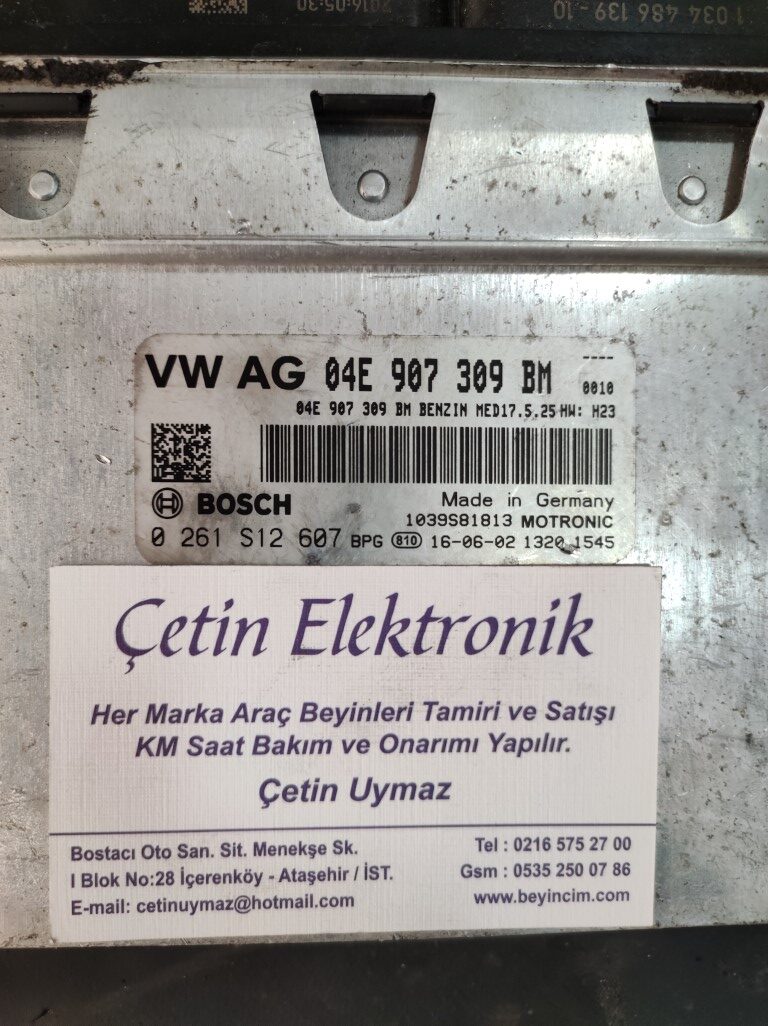 2016-05-30
1 034 486 139-10
VW AG 04E 907 309 BM ----
0010
04E 907 309 BM BENZIN MED17.5.25 HW: H23
BOSCH
Made in Germany
1039S81813 MOTRONIC
0 261 S12 607 BPG 810 16-06-02 1320 1545
Çetin Elektronik
Her Marka Araç Beyinleri Tamiri ve Satışı
KM Saat Bakım ve Onarımı Yapılır.
Çetin Uymaz
Bostacı Oto San. Sit. Menekşe Sk.
I Blok No:28 İçerenköy - Ataşehir / İST.
E-mail: cetinuymaz@hotmail.com
Tel : 0216 575 27 00
Gsm : 0535 250 07 86
www.beyincim.com